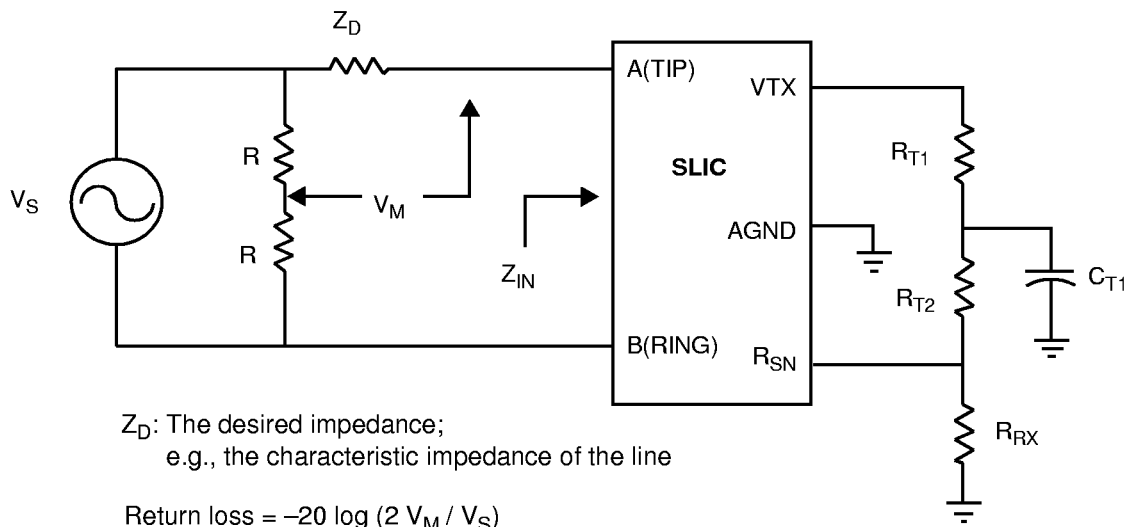 Z_D
A(TIP)
VTX
R
R_T1
SLIC
V_S
V_M
AGND
R
Z_IN
R_T2
C_T1
B(RING)
R_SN
Z_D: The desired impedance;
e.g., the characteristic impedance of the line
R_RX
Return loss = –20 log (2 V_M / V_S)